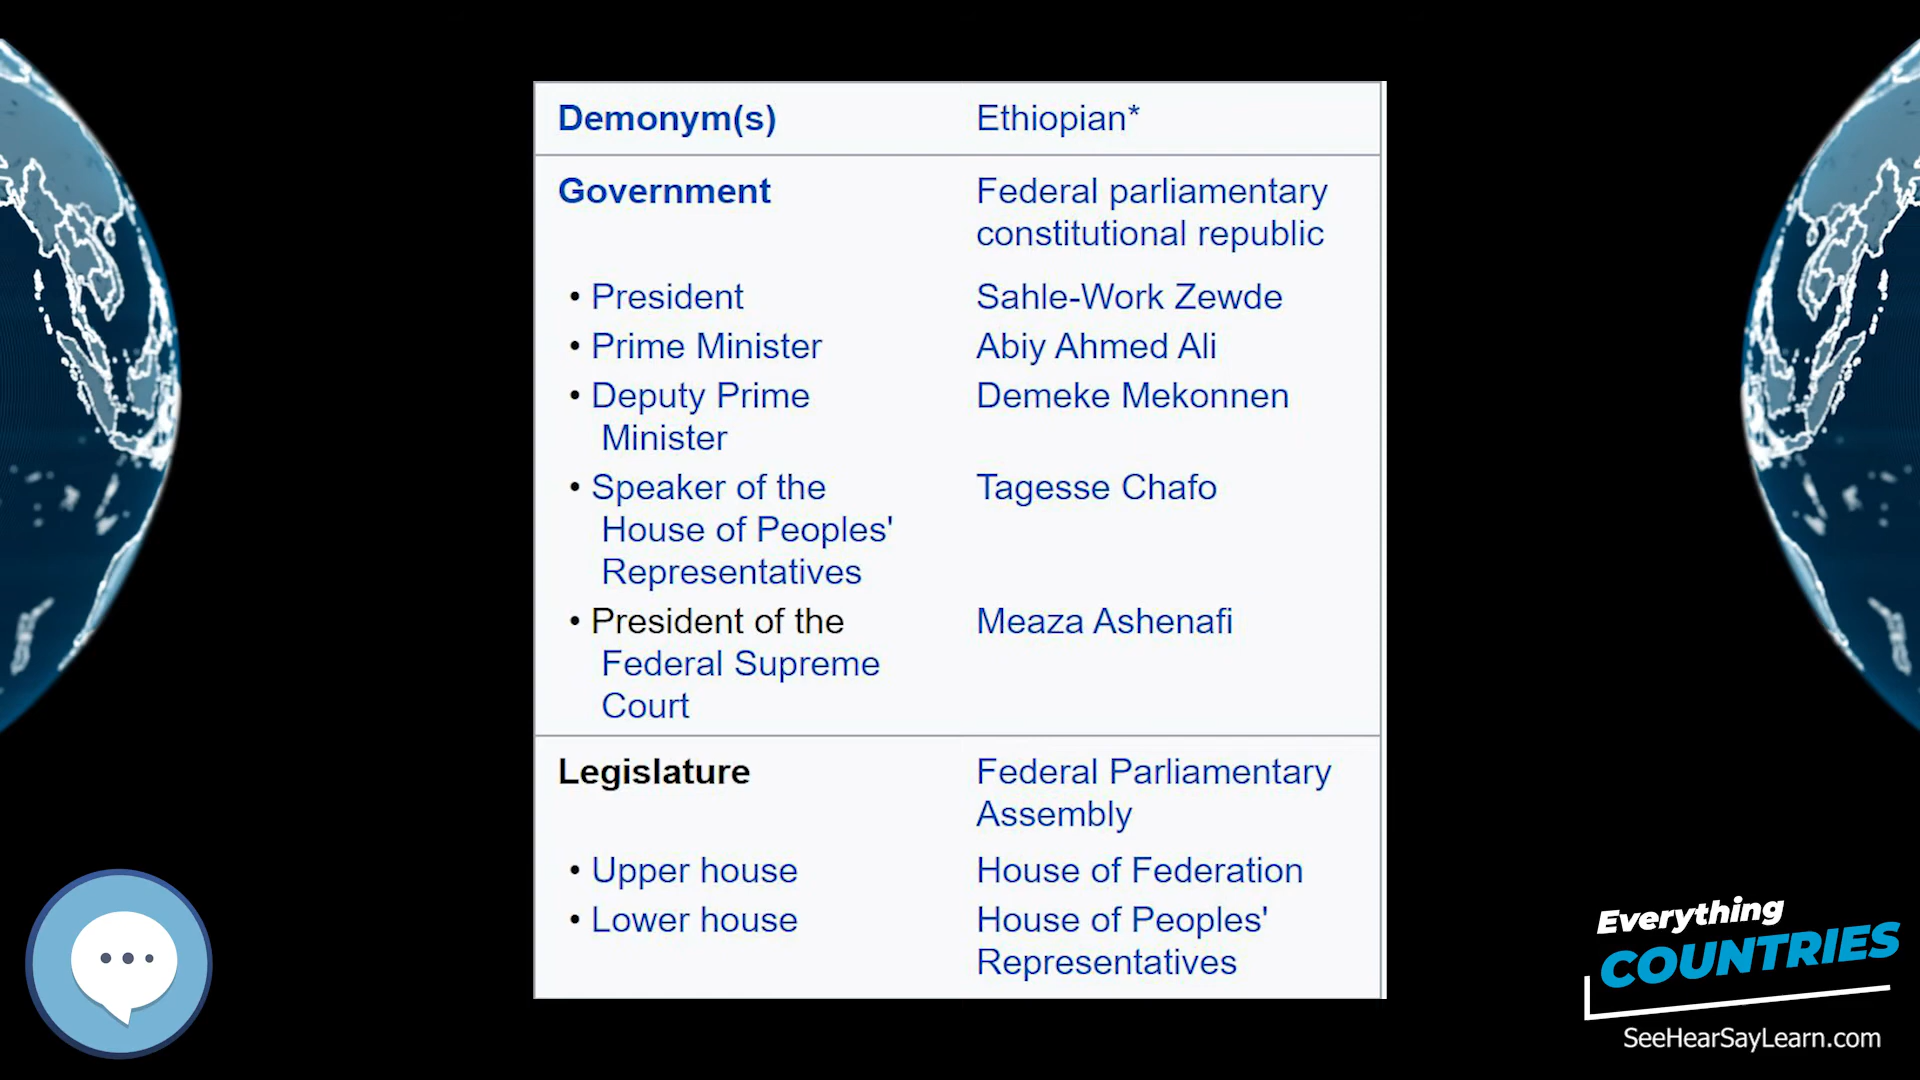 Demonym(s) Ethiopian*
Government Federal parliamentary
constitutional republic
• President Sahle-Work Zewde
• Prime Minister Abiy Ahmed Ali
• Deputy Prime Demeke Mekonnen
Minister
• Speaker of the Tagesse Chafo
House of Peoples'
Representatives
• President of the Meaza Ashenafi
Federal Supreme
Court
Legislature Federal Parliamentary
Assembly
• Upper house House of Federation
• Lower house House of Peoples'
Representatives
Everything
COUNTRIES
SeeHearSayLearn.com